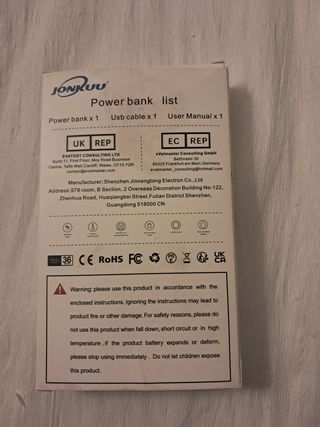 JONKUU
Power bank list
Power bank x 1 Usb cable x 1 User Manual x 1
UK REP
EC REP
EVATOST CONSULTING LTD
Suite 11, First Floor, Moy Road Business
Centre, Taffs Well, Cardiff, Wales, CF15 7QR
contact@evatmaster.com
eVatmaster Consulting GmbH
Bettinastr. 30
60325 Frankfurt am Main, Germany
evatmaster_consulting@hotmail.com
Manufacturer: Shenzhen Jinnengtong Electron Co.,Ltd
Address: 578 room, B Section, 2 Overseas Decoration Building No-122,
Zhenhua Road, Huaqiangbei Street,Futian District Shenzhen,
Guangdong 518000 CN
36 CE RoHS FC UK CA
Warning: please use this product in accordance with the
enclosed instructions. Ignoring the instructions may lead to
product fire or other damage. For safety reasons, please do
not use this product when fall down, short circuit or in high
temperature , if the product battery expands or deform,
please stop using immediately . Do not let children expose
this product.